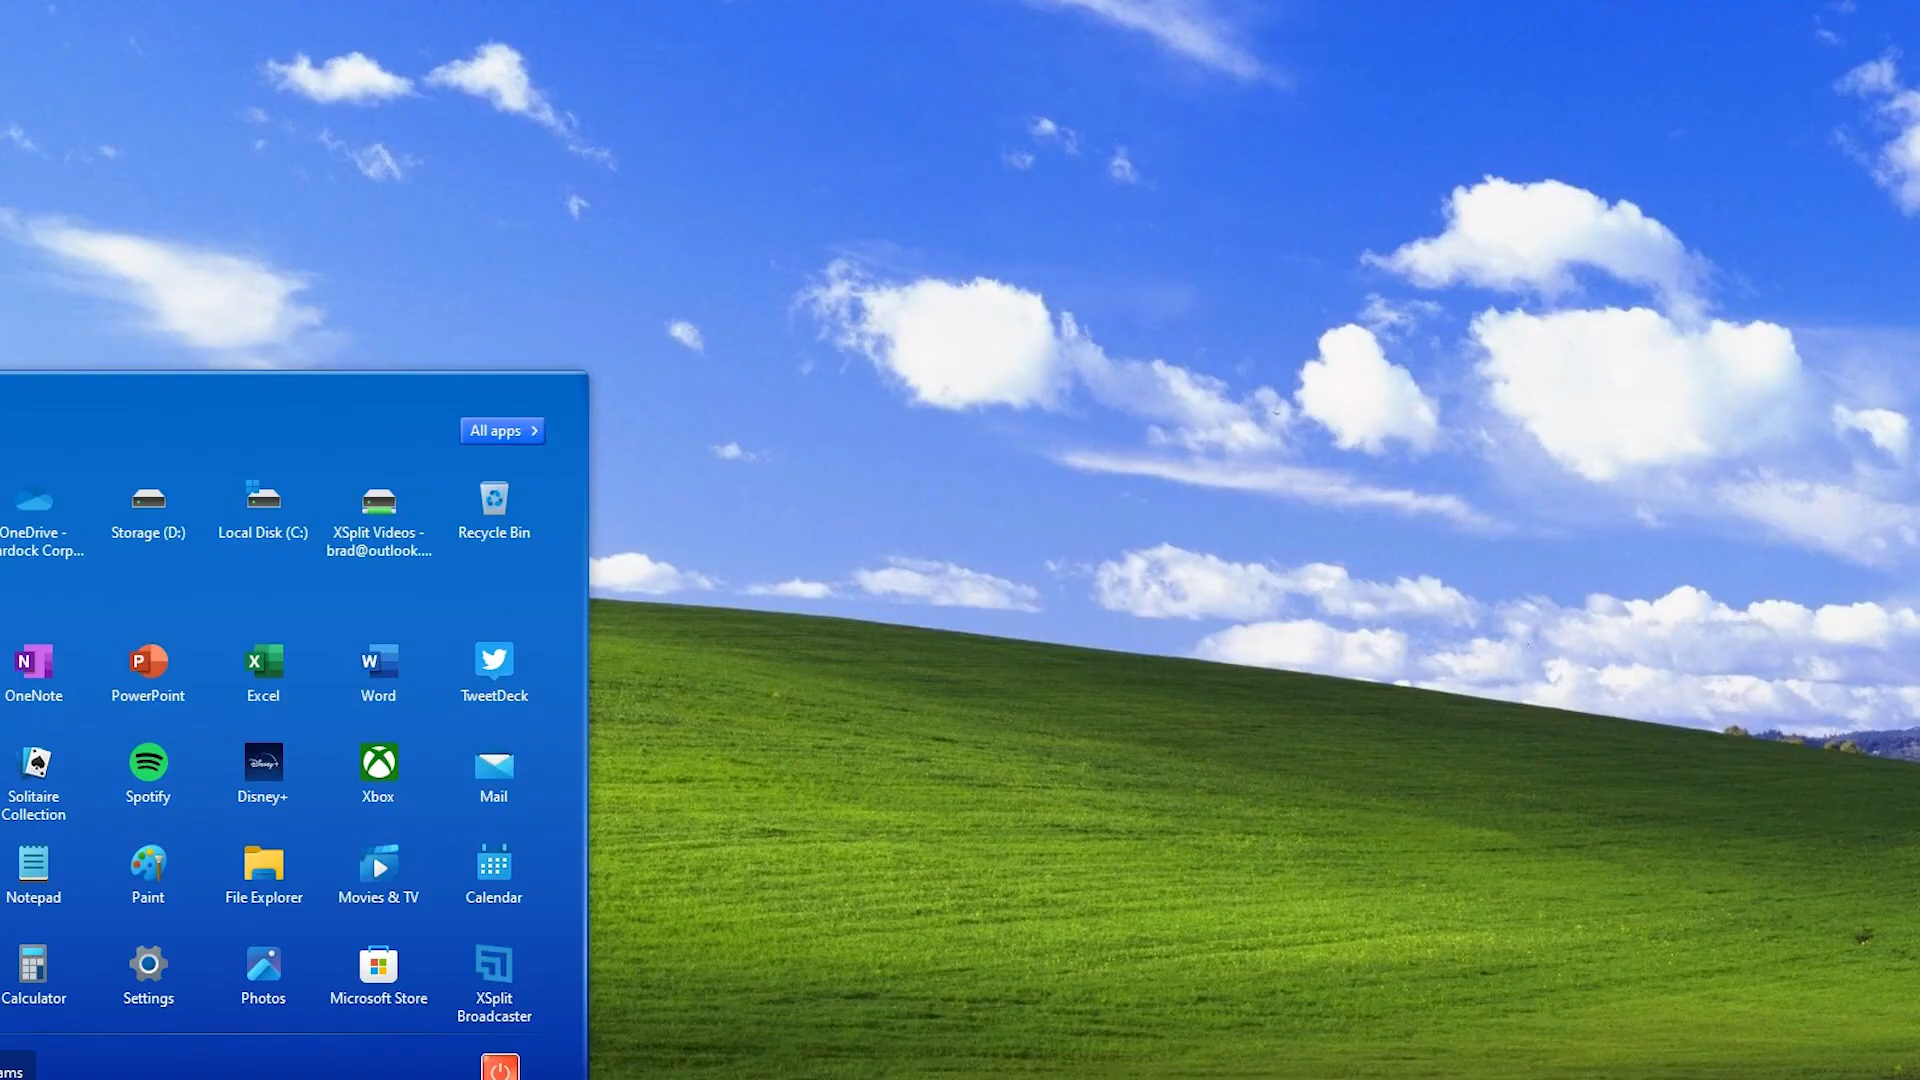 All apps
OneDrive -
rdock Corp...
Storage (D:)
Local Disk (C:)
XSplit Videos -
brad@outlook....
Recycle Bin
N
OneNote
P
PowerPoint
X
Excel
W
Word
TweetDeck
Solitaire
Collection
Spotify
Disney+
Disney+
Xbox
Mail
Notepad
Paint
File Explorer
Movies & TV
Calendar
Calculator
Settings
Photos
Microsoft Store
XSplit
Broadcaster
ams